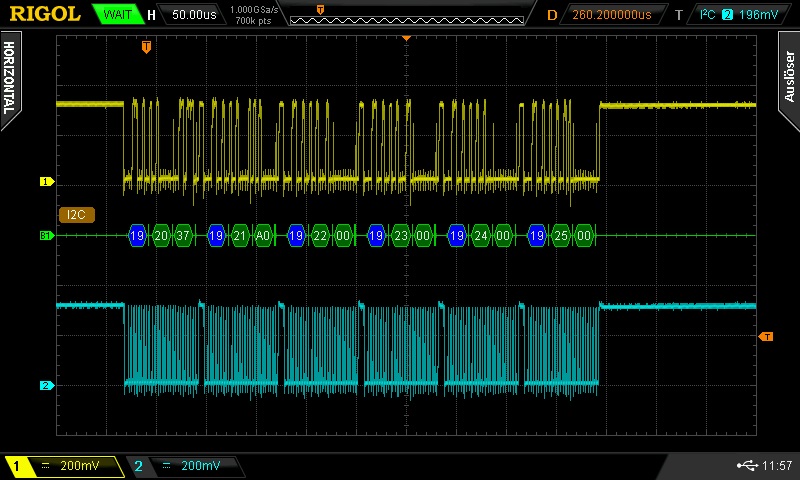 RIGOL WAIT H 50.00us 1.000GSa/s 700k pts T D 260.200000us T I²C 2 196mV
HORIZONTAL
Auslöser
T
1
I2C
B1 19 20 37 19 21 A0 19 22 00 19 23 00 19 24 00 19 25 00
T
2
1 200mV 2 200mV 11:57